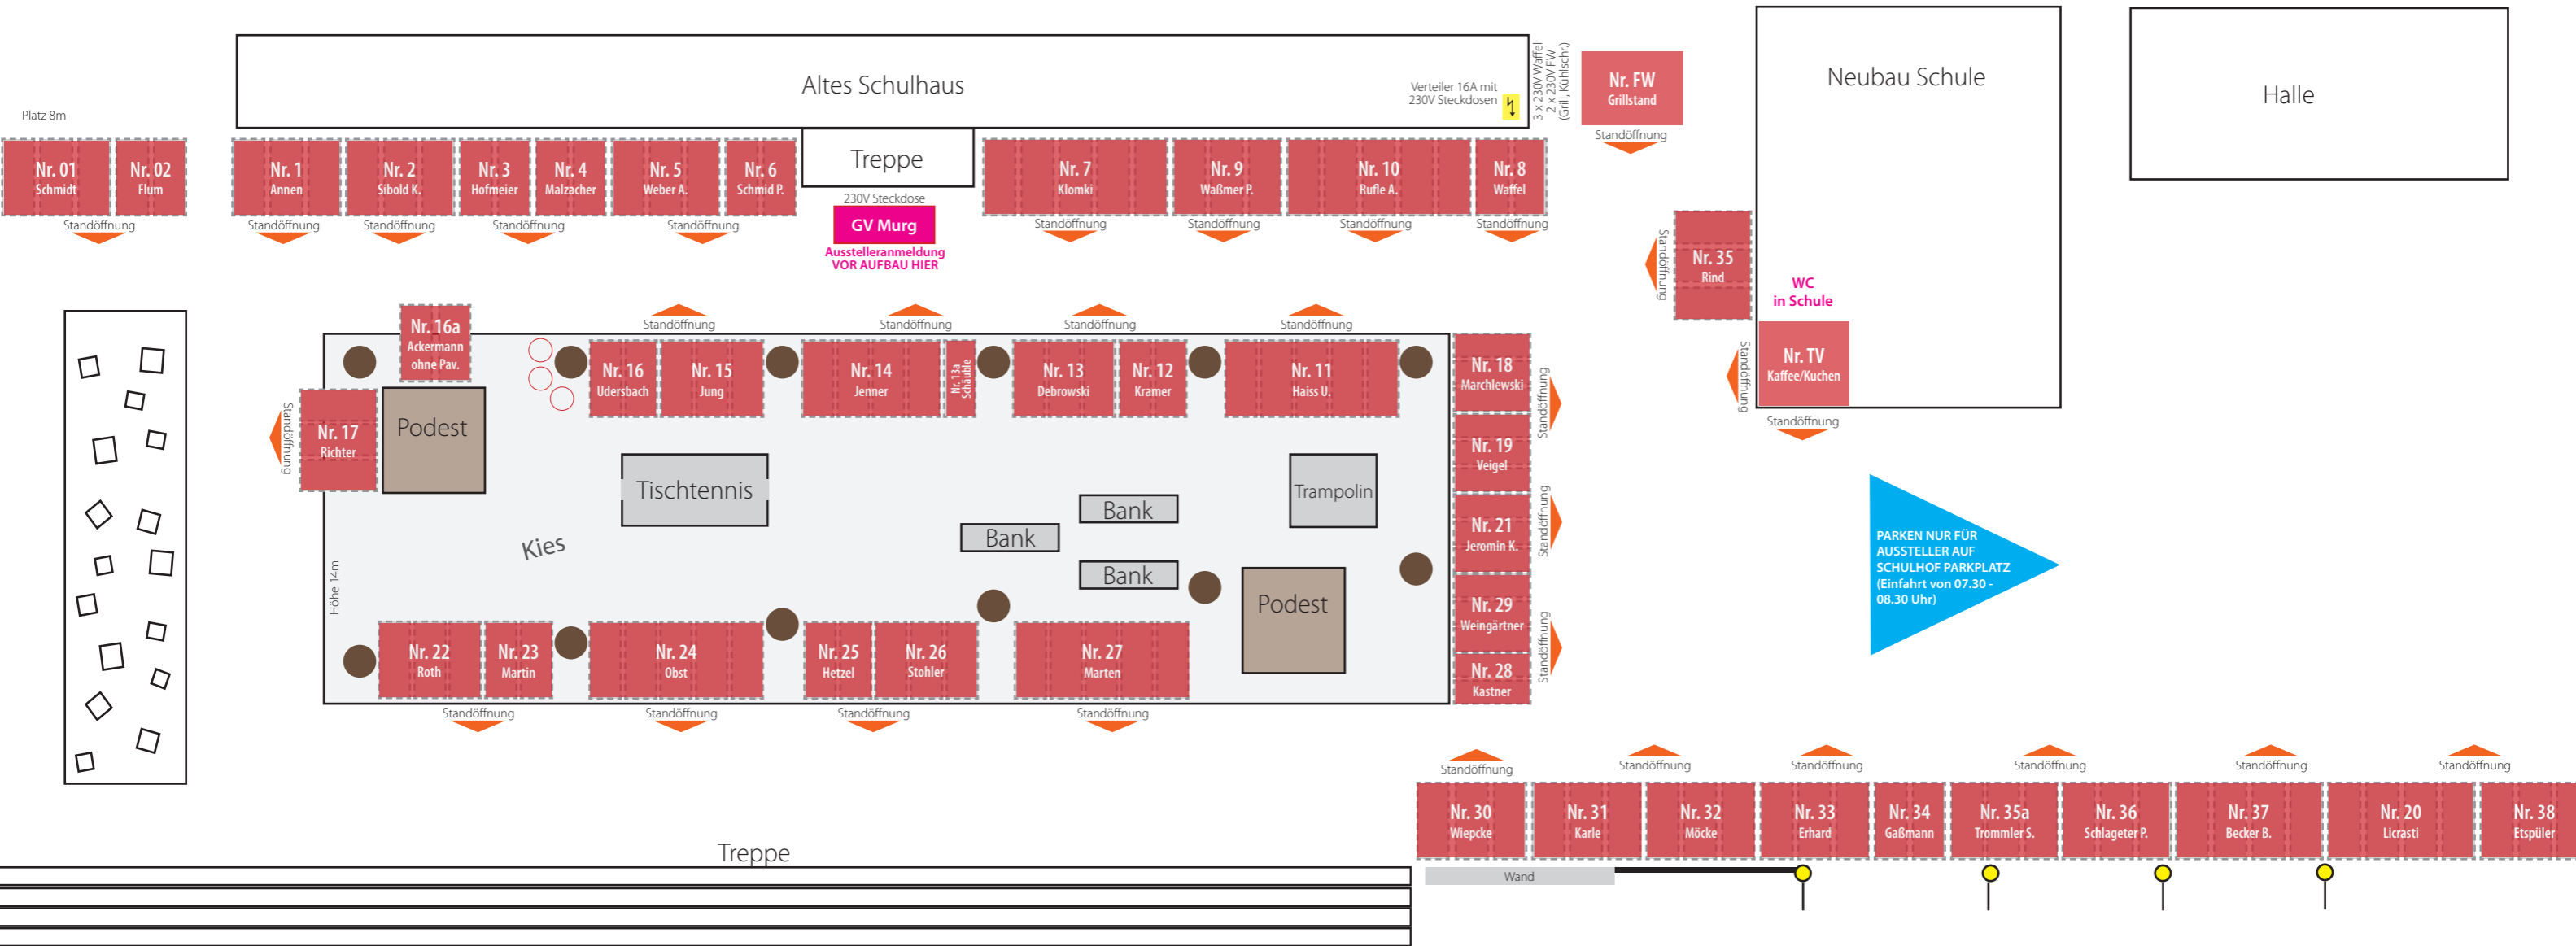 Altes Schulhaus
Verteiler 16A mit
230V Steckdosen
3 x 230V Waffel
2 x 230V FW
(Grill, Kühlschr.)
Nr. FW
Grillstand
Standöffnung
Neubau Schule
Halle
Platz 8m
Nr. 01
Schmidt
Nr. 02
Flum
Standöffnung
Nr. 1
Annen
Standöffnung
Nr. 2
Sibold K.
Standöffnung
Nr. 3
Hofmeier
Nr. 4
Malzacher
Standöffnung
Nr. 5
Weber A.
Nr. 6
Schmid P.
Standöffnung
Treppe
230V Steckdose
GV Murg
Ausstelleranmeldung
VOR AUFBAU HIER
Nr. 7
Klomki
Standöffnung
Nr. 9
Waßmer P.
Standöffnung
Nr. 10
Rufle A.
Standöffnung
Nr. 8
Waffel
Standöffnung
Nr. 35
Rind
Standöffnung
WC
in Schule
Nr. TV
Kaffee/Kuchen
Standöffnung
Standöffnung
Nr. 16a
Ackermann
ohne Pav.
Nr. 17
Richter
Standöffnung
Podest
Standöffnung
Nr. 16
Udersbach
Nr. 15
Jung
Standöffnung
Nr. 14
Jenner
Nr. 13a
Schäuble
Standöffnung
Nr. 13
Debrowski
Nr. 12
Kramer
Standöffnung
Nr. 11
Haiss U.
Nr. 18
Marchlewski
Standöffnung
Nr. 19
Veigel
Nr. 21
Jeromin K.
Standöffnung
Nr. 29
Weingärtner
Nr. 28
Kastner
Standöffnung
Tischtennis
Trampolin
Bank
Bank
Bank
Kies
Höhe 14m
Podest
PARKEN NUR FÜR
AUSSTELLER AUF
SCHULHOF PARKPLATZ
(Einfahrt von 07.30 -
08.30 Uhr)
Nr. 22
Roth
Nr. 23
Martin
Standöffnung
Nr. 24
Obst
Standöffnung
Nr. 25
Hetzel
Nr. 26
Stohler
Standöffnung
Nr. 27
Marten
Standöffnung
Standöffnung
Nr. 30
Wiepcke
Nr. 31
Karle
Standöffnung
Nr. 32
Möcke
Standöffnung
Nr. 33
Erhard
Nr. 34
Gaßmann
Standöffnung
Nr. 35a
Trommler S.
Nr. 36
Schlageter P.
Standöffnung
Nr. 37
Becker B.
Standöffnung
Nr. 20
Licrasti
Nr. 38
Etspüler
Treppe
Wand